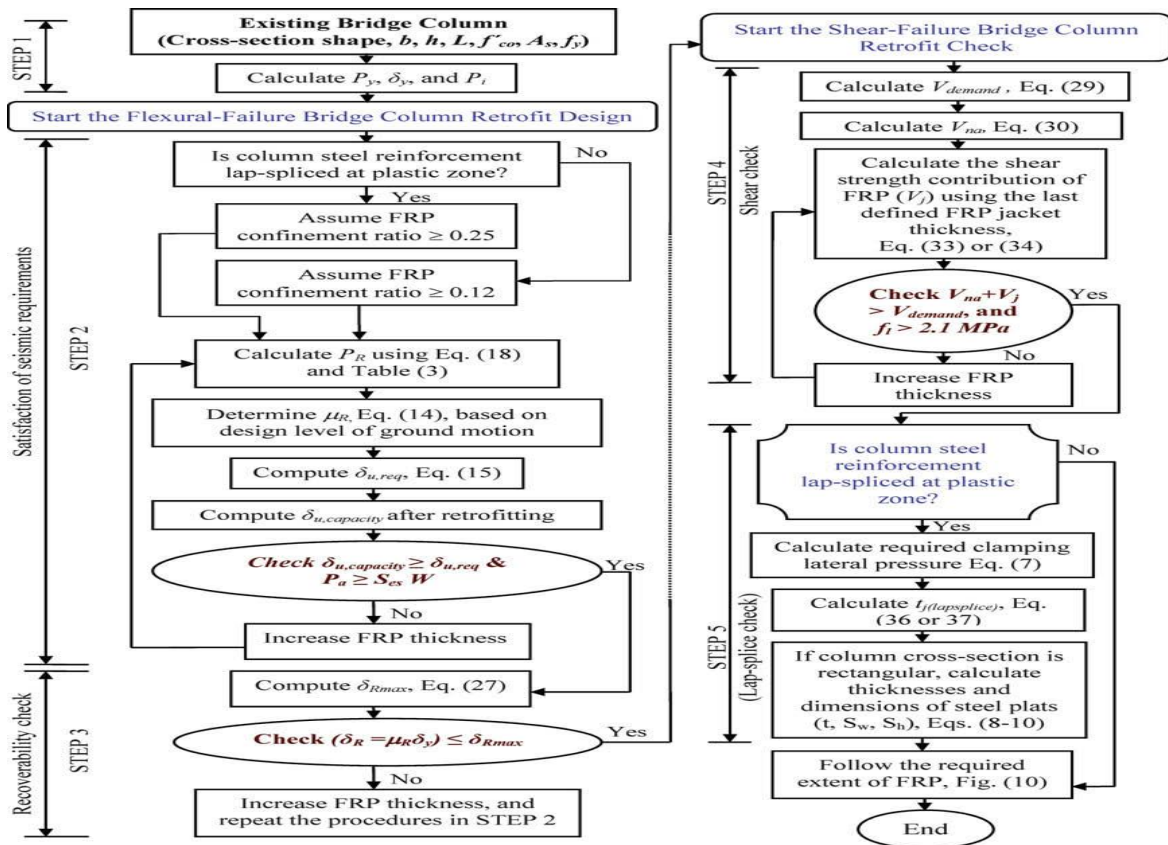 STEP 1
Existing Bridge Column
(Cross-section shape, b, h, L, f'co, As, fy)
Calculate Py, δy, and Pi
Start the Flexural-Failure Bridge Column Retrofit Design
Satisfaction of seismic requirements
STEP 2
Is column steel reinforcement
lap-spliced at plastic zone?
No
Yes
Assume FRP
confinement ratio ≥ 0.25
Assume FRP
confinement ratio ≥ 0.12
Calculate PR using Eq. (18)
and Table (3)
Determine μR, Eq. (14), based on
design level of ground motion
Compute δu,req, Eq. (15)
Compute δu,capacity after retrofitting
Check δu,capacity ≥ δu,req &
Pa ≥ Ses W
Yes
No
Increase FRP thickness
Recoverability check
STEP 3
Compute δRmax, Eq. (27)
Check (δR =μRδy) ≤ δRmax
Yes
No
Increase FRP thickness, and
repeat the procedures in STEP 2
Start the Shear-Failure Bridge Column
Retrofit Check
STEP 4
Shear check
Calculate Vdemand , Eq. (29)
Calculate Vna, Eq. (30)
Calculate the shear
strength contribution of
FRP (Vj) using the last
defined FRP jacket
thickness,
Eq. (33) or (34)
Check Vna+Vj
> Vdemand, and
fl > 2.1 MPa
Yes
No
Increase FRP
thickness
STEP 5
(Lap-splice check)
Is column steel
reinforcement
lap-spliced at plastic
zone?
No
Yes
Calculate required clamping
lateral pressure Eq. (7)
Calculate tj(lapsplice), Eq.
(36 or 37)
If column cross-section is
rectangular, calculate
thicknesses and
dimensions of steel plats
(t, Sw, Sh), Eqs. (8-10)
Follow the required
extent of FRP, Fig. (10)
End